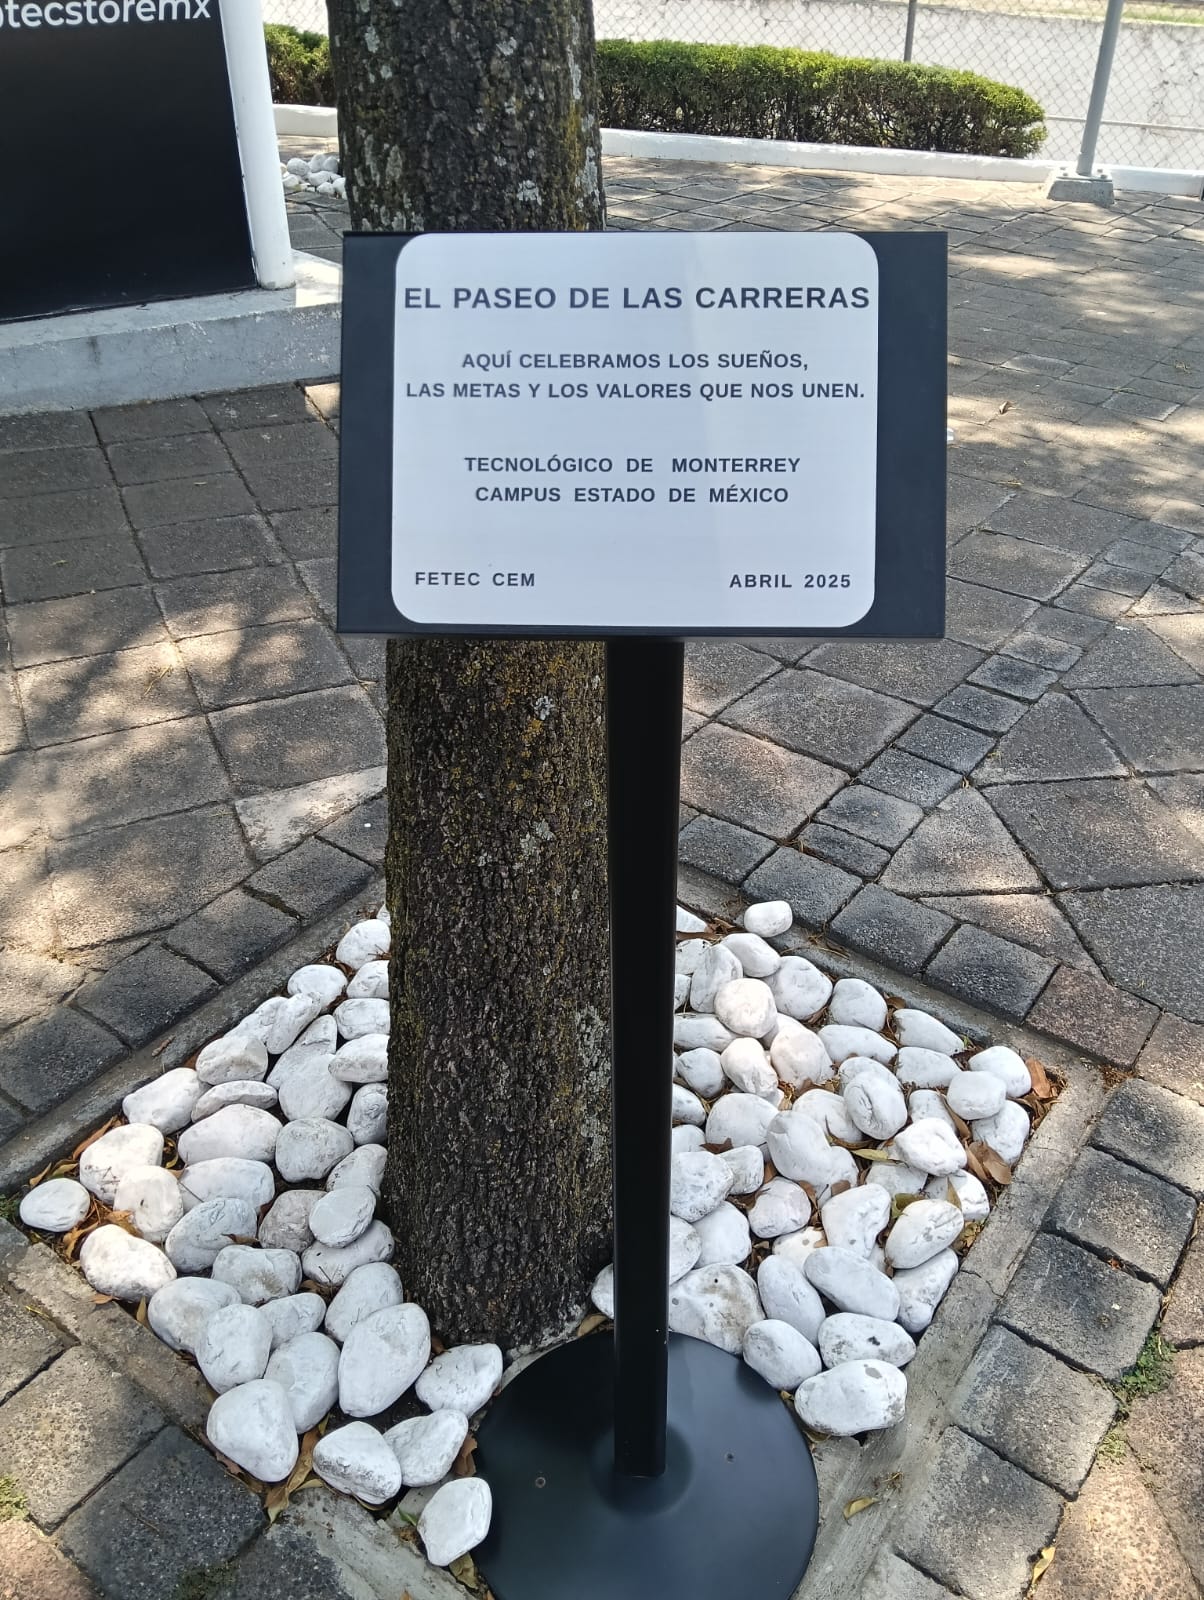 otecstoremx
EL PASEO DE LAS CARRERAS
AQUÍ CELEBRAMOS LOS SUEÑOS,
LAS METAS Y LOS VALORES QUE NOS UNEN.
TECNOLÓGICO DE MONTERREY
CAMPUS ESTADO DE MÉXICO
FETEC CEM
ABRIL 2025